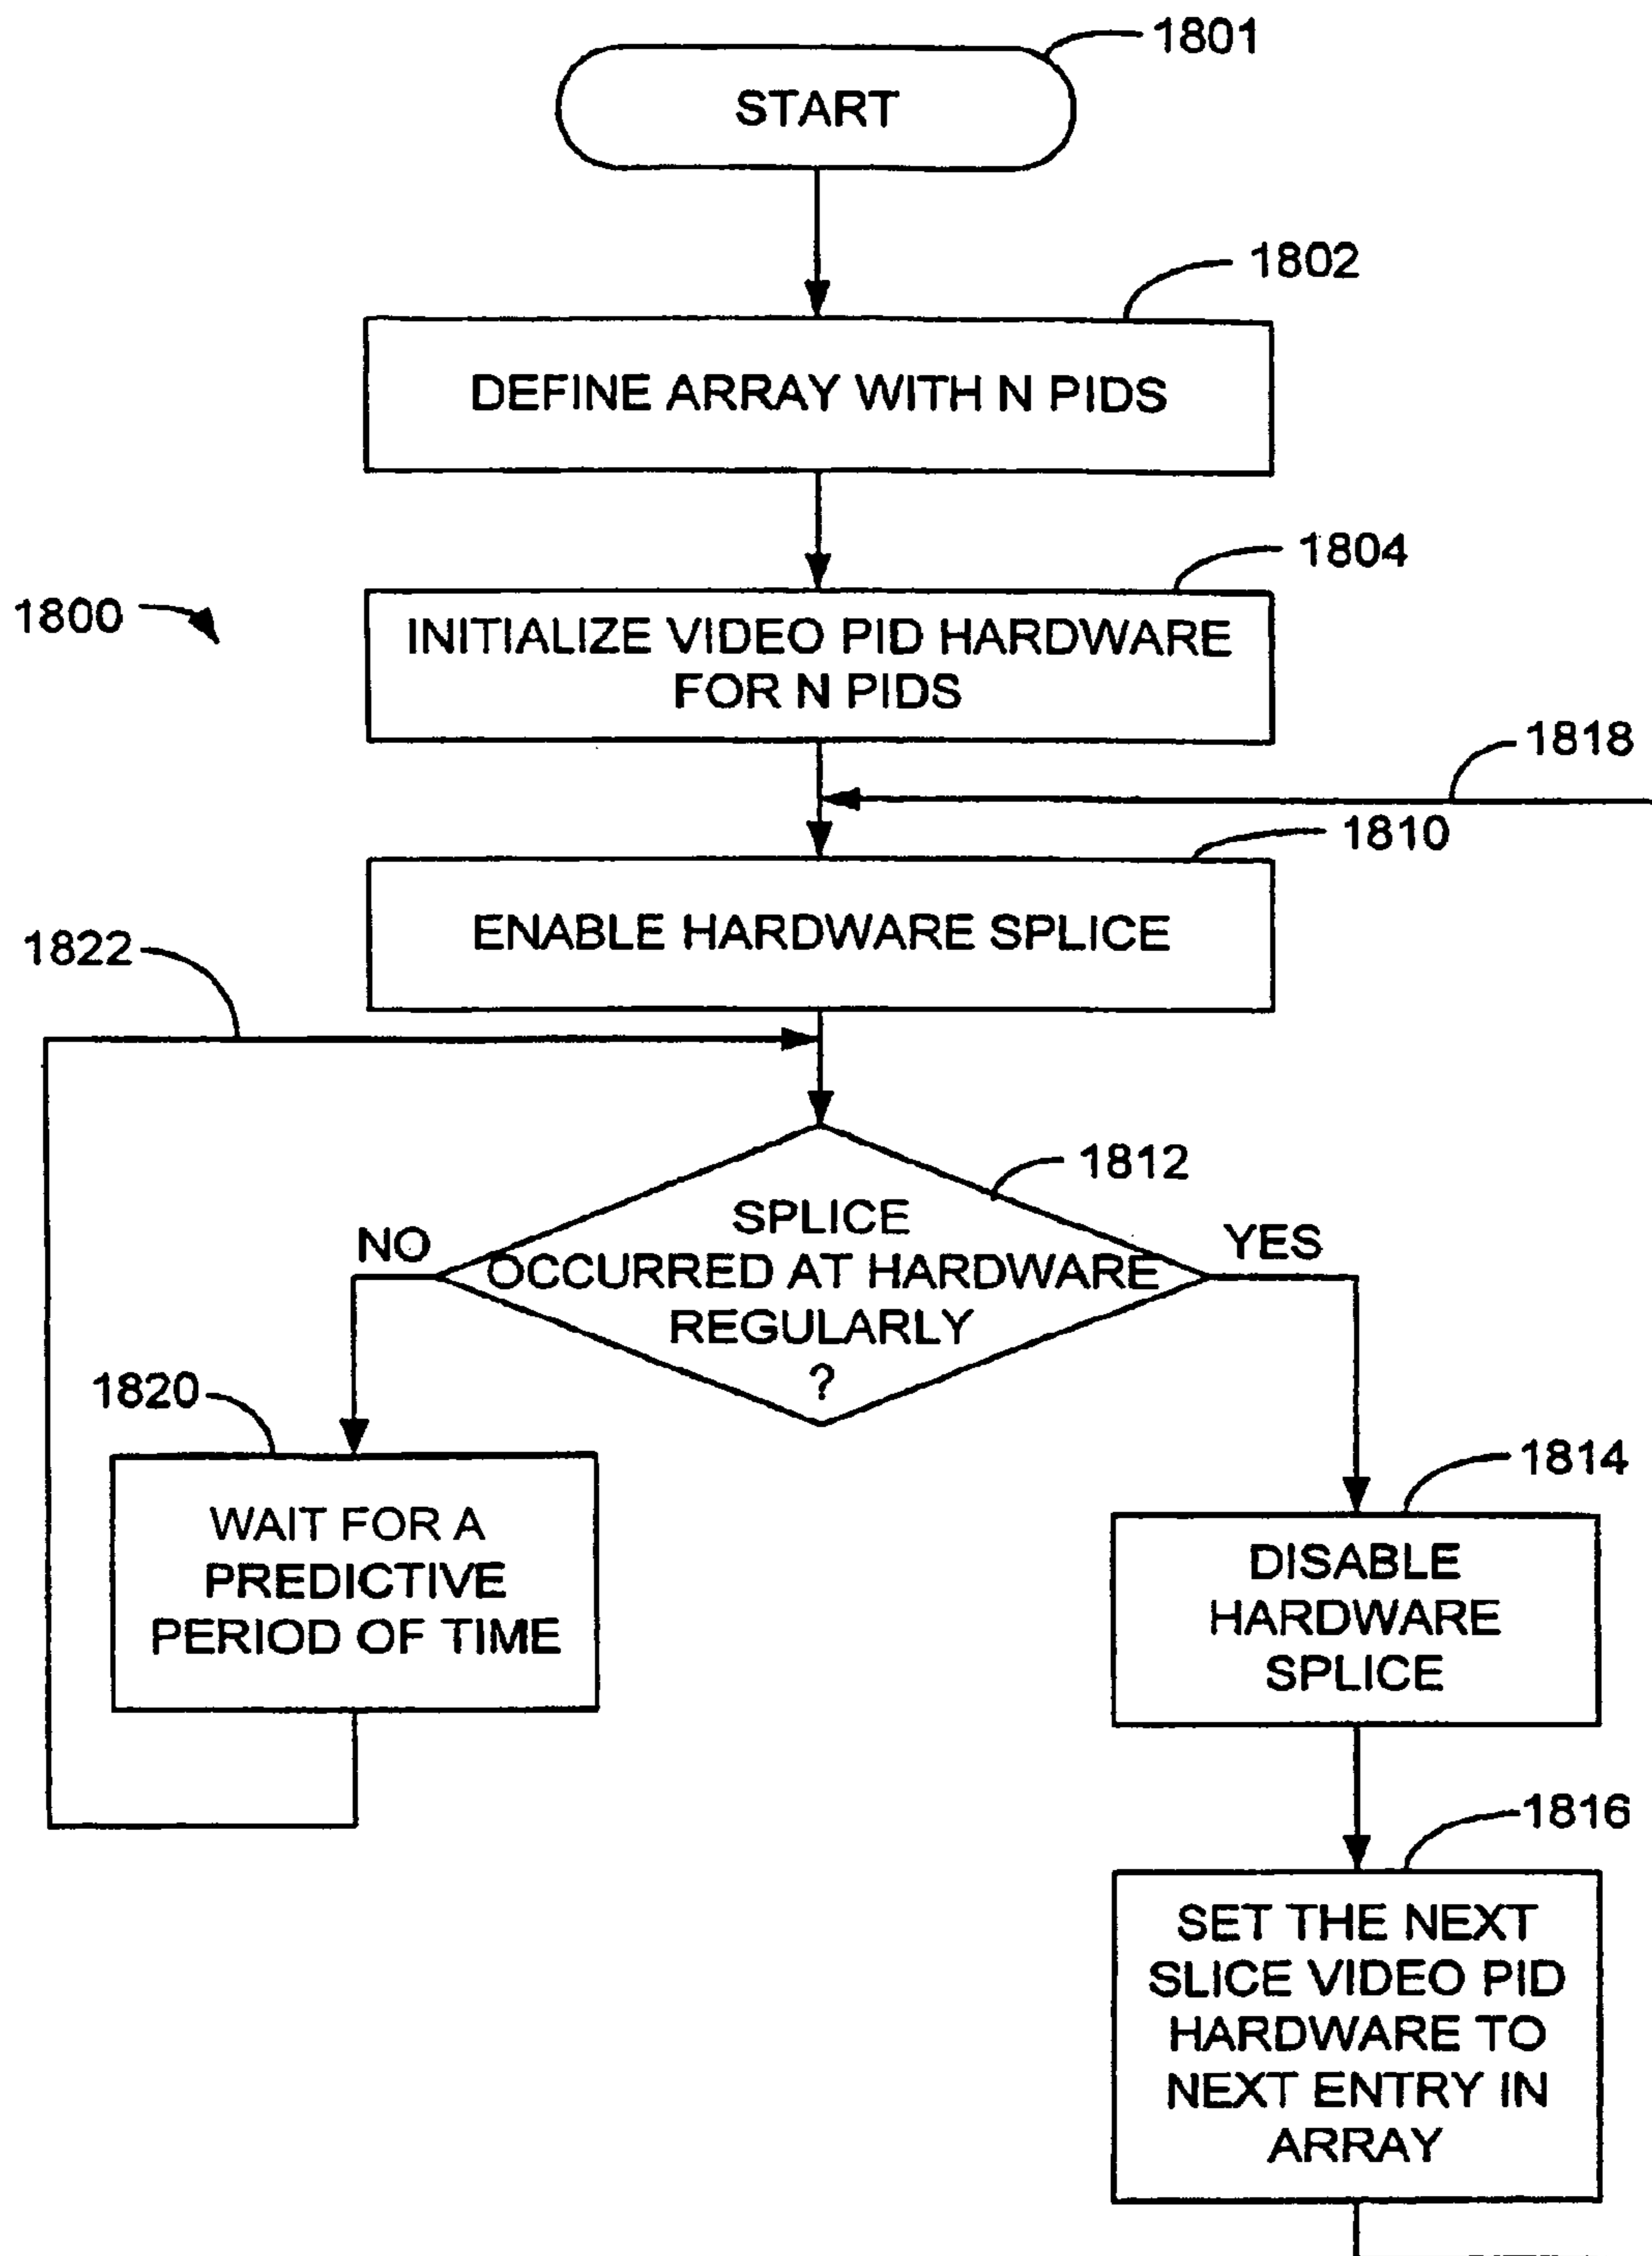 1801
START
1802
DEFINE ARRAY WITH N PIDS
1804
1800
INITIALIZE VIDEO PID HARDWARE
FOR N PIDS
1818
1810
ENABLE HARDWARE SPLICE
1822
1812
SPLICE
OCCURRED AT HARDWARE
REGULARLY
?
NO
YES
1820
WAIT FOR A
PREDICTIVE
PERIOD OF TIME
1814
DISABLE
HARDWARE
SPLICE
1816
SET THE NEXT
SLICE VIDEO PID
HARDWARE TO
NEXT ENTRY IN
ARRAY